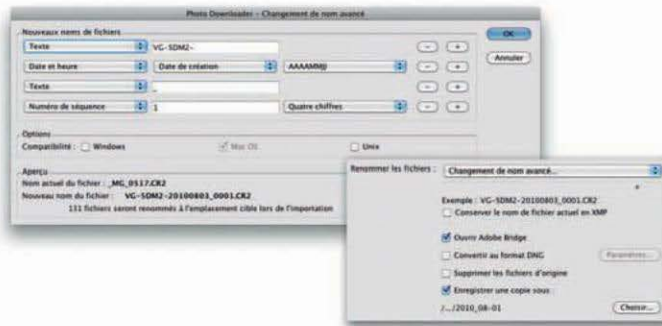 Photo Downloader - Changement de nom avancé
Nouveaux noms de fichiers
Texte VG-SDM2-
Date et heure Date de création AAAAMMJJ
Texte _
Numéro de séquence 1 Quatre chiffres
OK
Annuler
Options
Compatibilité : Windows Mac OS Unix
Aperçu
Nom actuel du fichier : _MG_0517.CR2
Nouveau nom du fichier : VG-SDM2-20100803_0001.CR2
131 fichiers seront renommés à l'emplacement cible lors de l'importation
Renommer les fichiers : Changement de nom avancé...
+
Exemple : VG-SDM2-20100803_0001.CR2
Conserver le nom de fichier actuel en XMP
Ouvrir Adobe Bridge
Convertir au format DNG Paramètres...
Supprimer les fichiers d'origine
Enregistrer une copie sous :
/.../2010_08-01 Choisir...